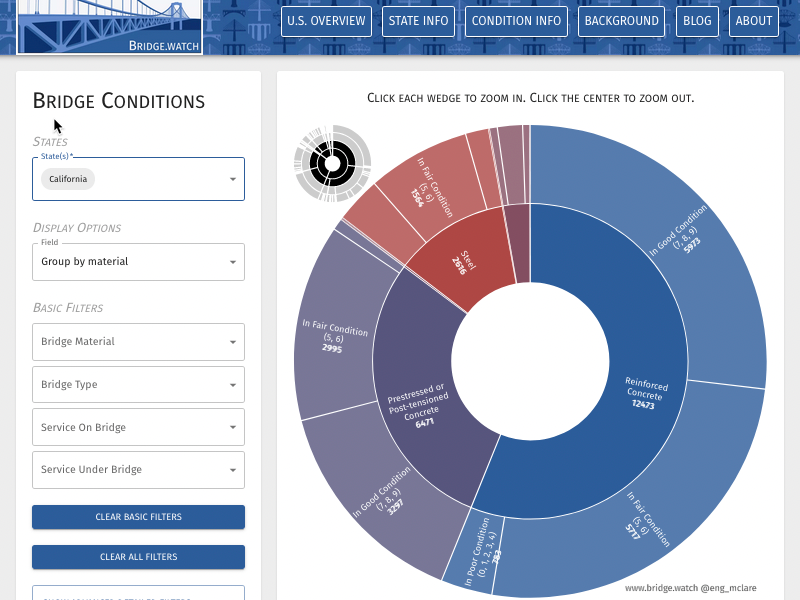 BRIDGE.WATCH
U.S. OVERVIEW
STATE INFO
CONDITION INFO
BACKGROUND
BLOG
ABOUT
BRIDGE CONDITIONS
STATES
State(s)*
California
DISPLAY OPTIONS
Field
Group by material
BASIC FILTERS
Bridge Material
Bridge Type
Service On Bridge
Service Under Bridge
CLEAR BASIC FILTERS
CLEAR ALL FILTERS
CLICK EACH WEDGE TO ZOOM IN. CLICK THE CENTER TO ZOOM OUT.
In Good Condition
(7, 8, 9)
5973
Reinforced
Concrete
12473
In Fair Condition
(5, 6)
5717
In Poor Condition
(0, 1, 2, 3, 4)
783
Prestressed or
Post-tensioned
Concrete
6471
In Good Condition
(7, 8, 9)
3297
In Fair Condition
(5, 6)
2995
Steel
2616
In Fair Condition
(5, 6)
1564
www.bridge.watch @eng_mclare